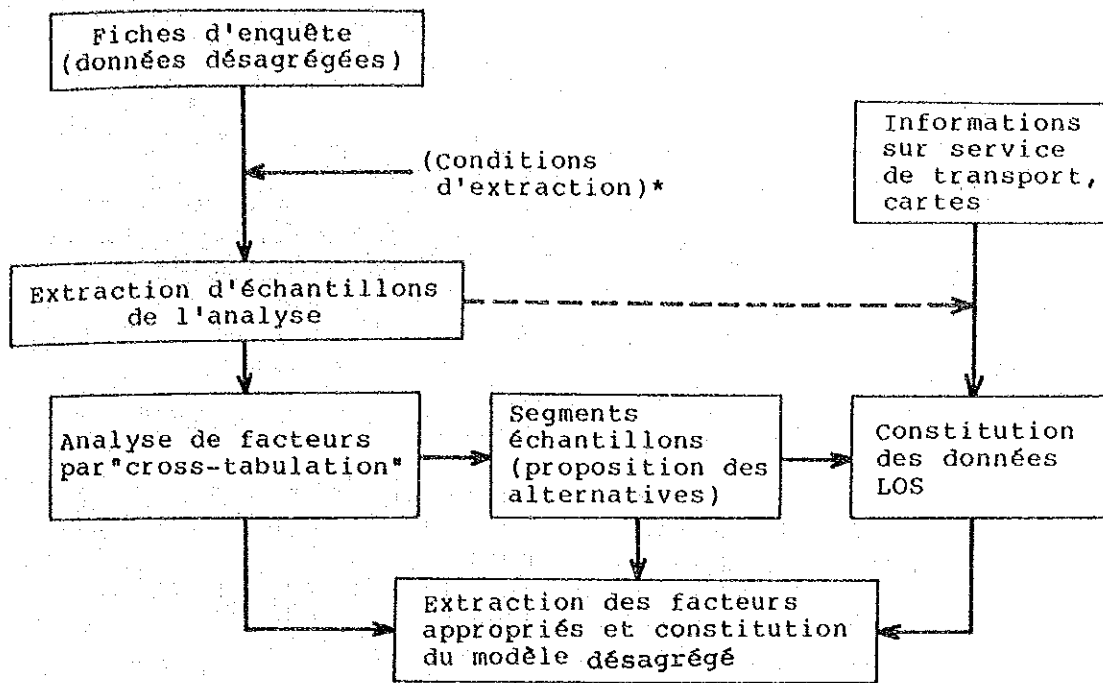 Fiches d'enquête
(données désagrégées)
(Conditions
d'extraction)*
Informations
sur service
de transport,
cartes
Extraction d'échantillons
de l'analyse
Analyse de facteurs
par"cross-tabulation"
Segments
échantillons
(proposition des
alternatives)
Constitution
des données
LOS
Extraction des facteurs
appropriés et constitution
du modèle désagrégé